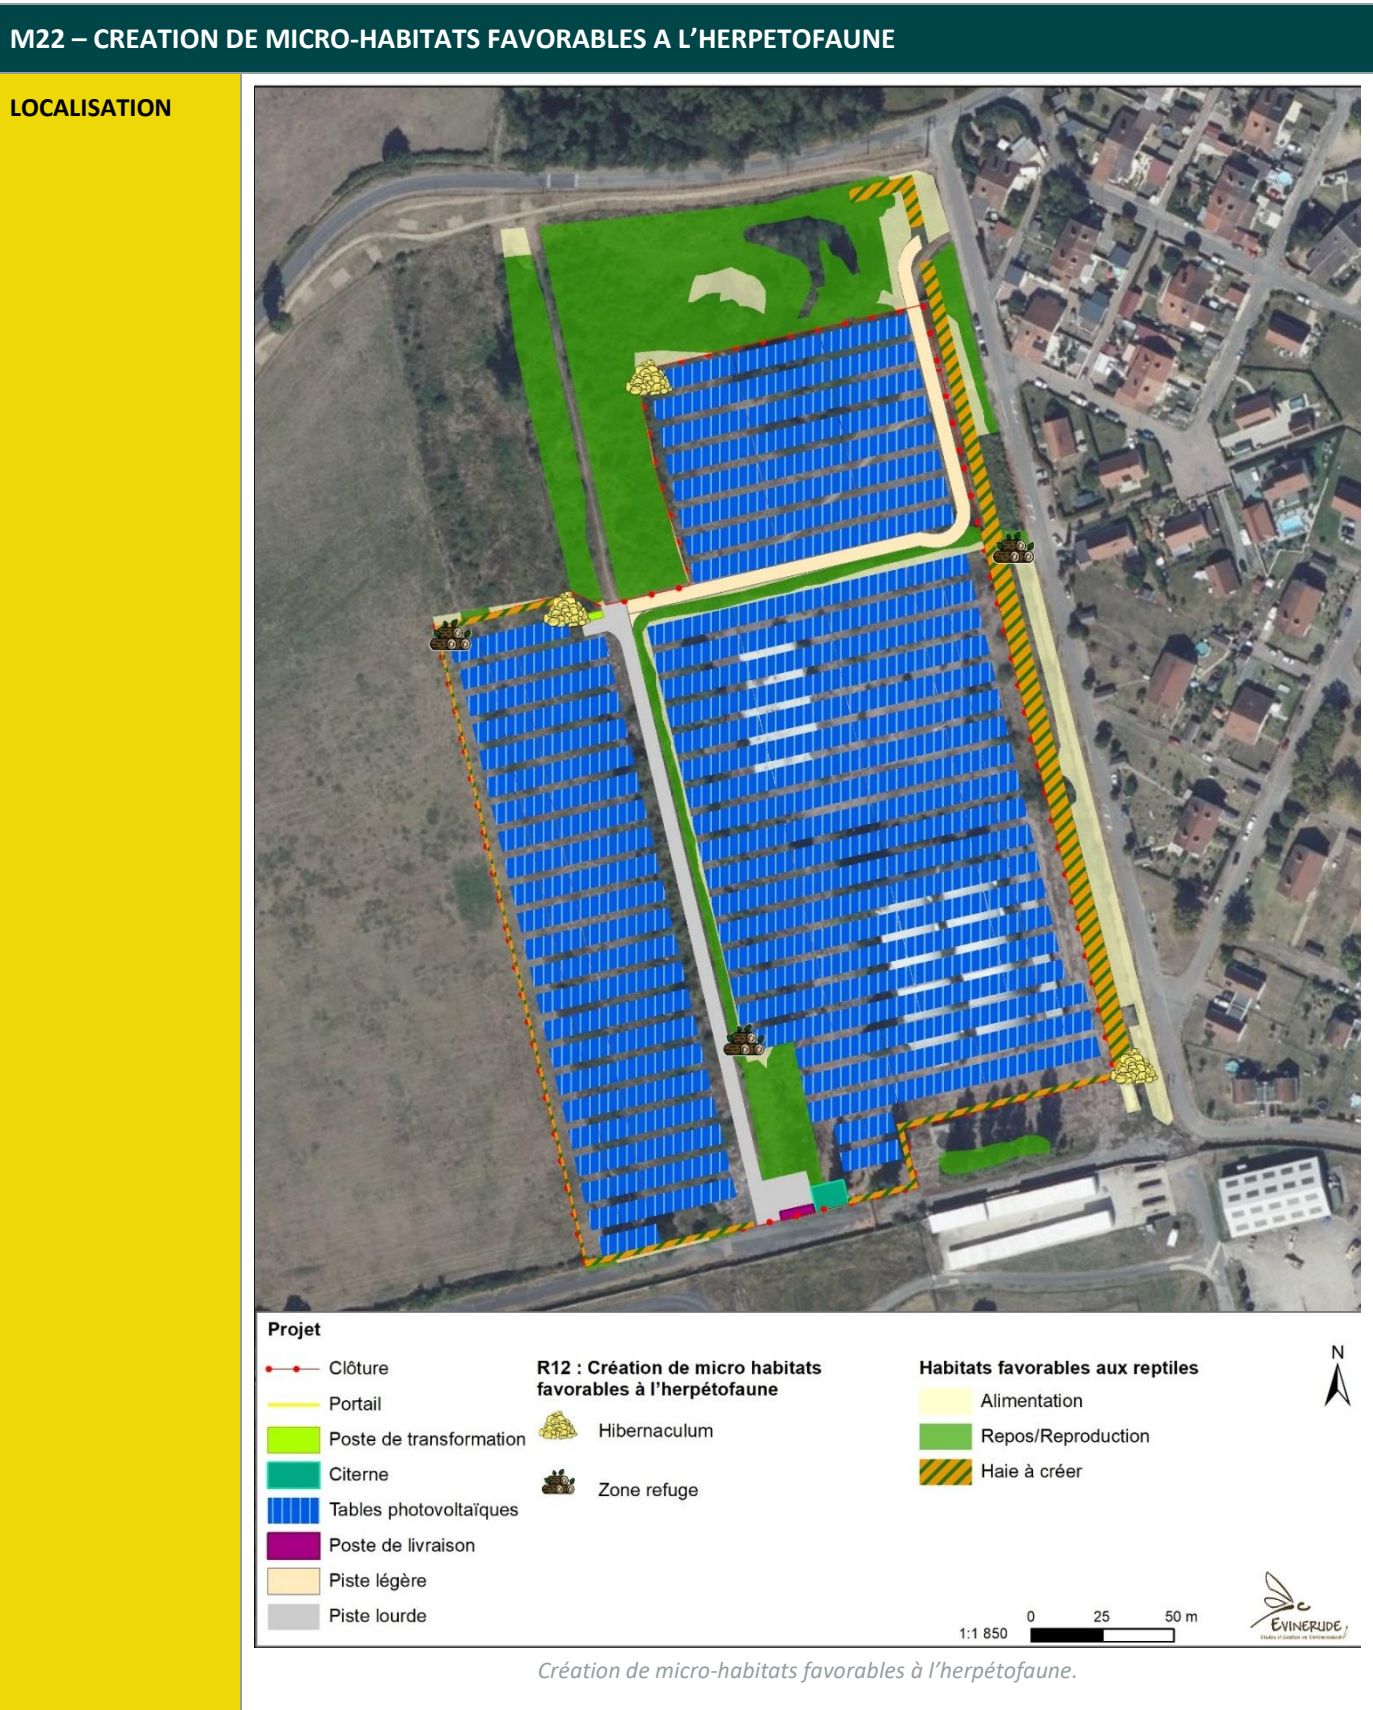 M22 – CREATION DE MICRO-HABITATS FAVORABLES A L’HERPETOFAUNE
LOCALISATION
Projet
Clôture
Portail
Poste de transformation
Citerne
Tables photovoltaïques
Poste de livraison
Piste légère
Piste lourde
R12 : Création de micro habitats
favorables à l’herpétofaune
Hibernaculum
Zone refuge
Habitats favorables aux reptiles
Alimentation
Repos/Reproduction
Haie à créer
N
0 25 50 m
1:1 850
EVINERUDE
Création de micro-habitats favorables à l’herpétofaune.